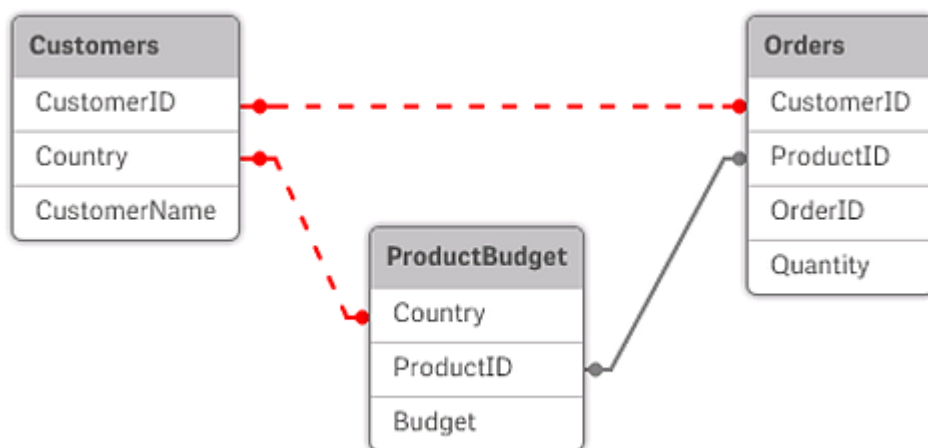 Customers
CustomerID
Country
CustomerName
ProductBudget
Country
ProductID
Budget
Orders
CustomerID
ProductID
OrderID
Quantity